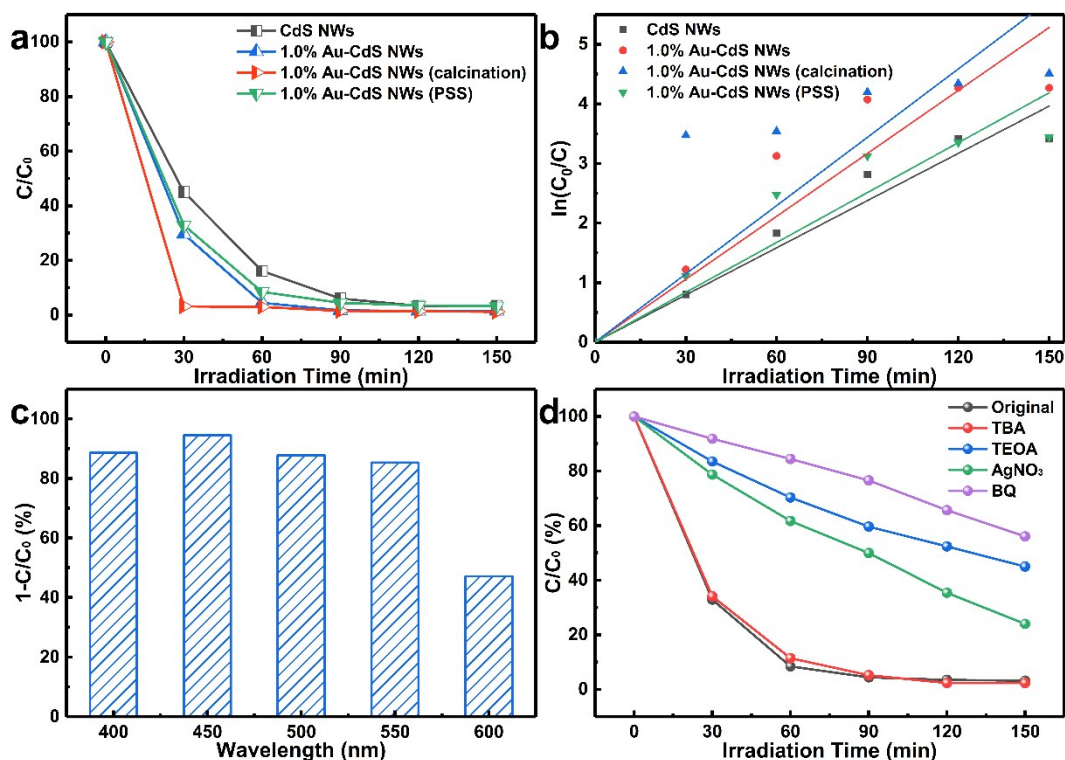 a
CdS NWs
1.0% Au-CdS NWs
1.0% Au-CdS NWs (calcination)
1.0% Au-CdS NWs (PSS)
100
80
60
40
20
0
C/C₀
0 30 60 90 120 150
Irradiation Time (min)
b
CdS NWs
1.0% Au-CdS NWs
1.0% Au-CdS NWs (calcination)
1.0% Au-CdS NWs (PSS)
5
4
3
2
1
0
ln(C₀/C)
0 30 60 90 120 150
Irradiation Time (min)
c
100
80
60
40
20
0
1-C/C₀ (%)
400 450 500 550 600
Wavelength (nm)
d
Original
TBA
TEOA
AgNO₃
BQ
100
80
60
40
20
0
C/C₀ (%)
0 30 60 90 120 150
Irradiation Time (min)